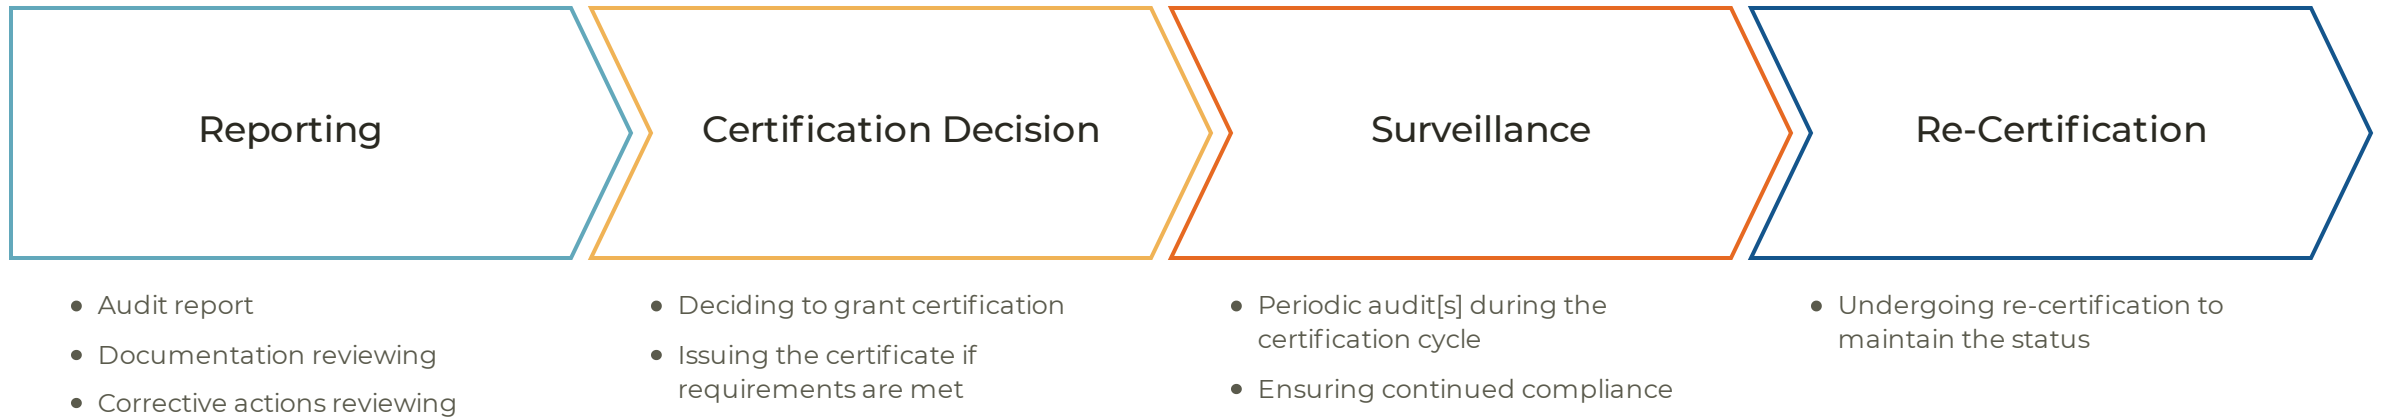 Reporting
Certification Decision
Surveillance
Re-Certification
Audit report
Documentation reviewing
Corrective actions reviewing
Deciding to grant certification
Issuing the certificate if
requirements are met
Periodic audit[s] during the
certification cycle
Ensuring continued compliance
Undergoing re-certification to
maintain the status